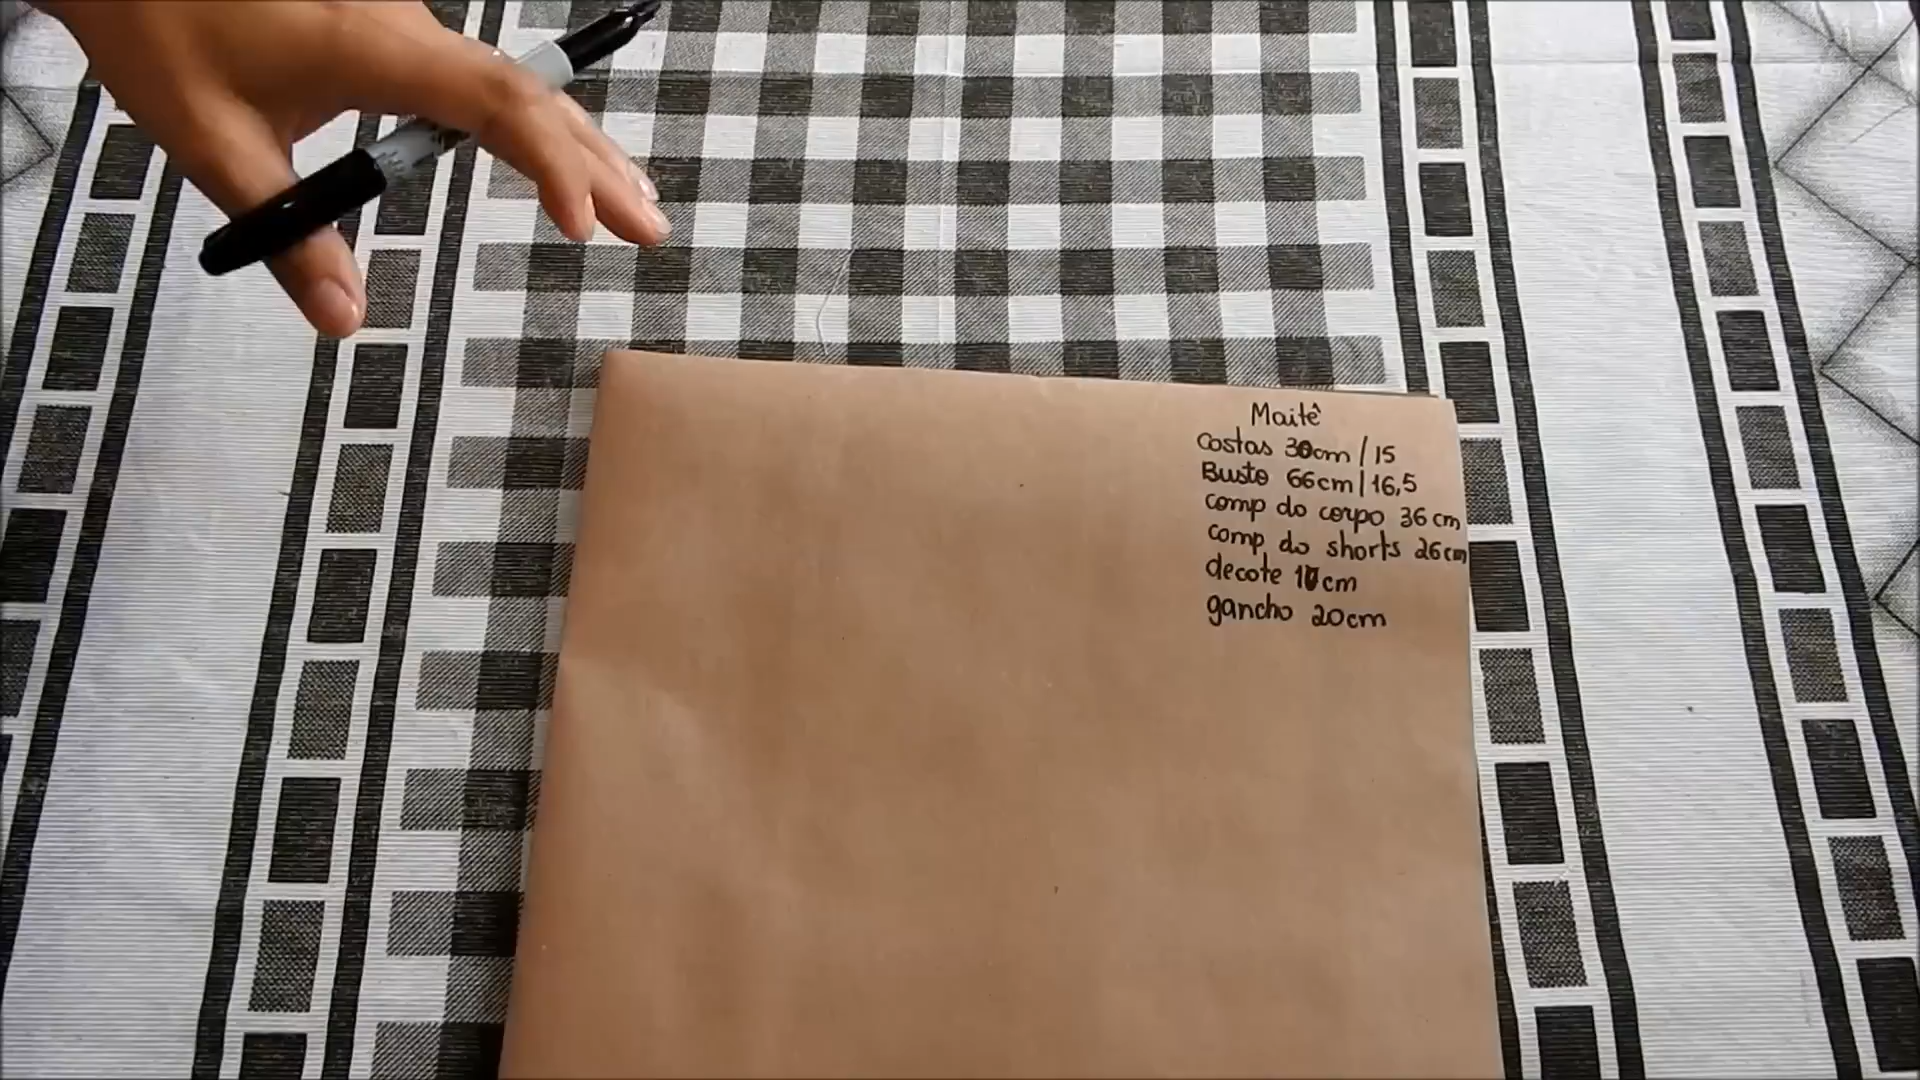 Maitê
Costas 30cm / 15
Busto 66cm | 16,5
comp do corpo 36 cm
comp do shorts 26cm
decote cm
gancho 20cm